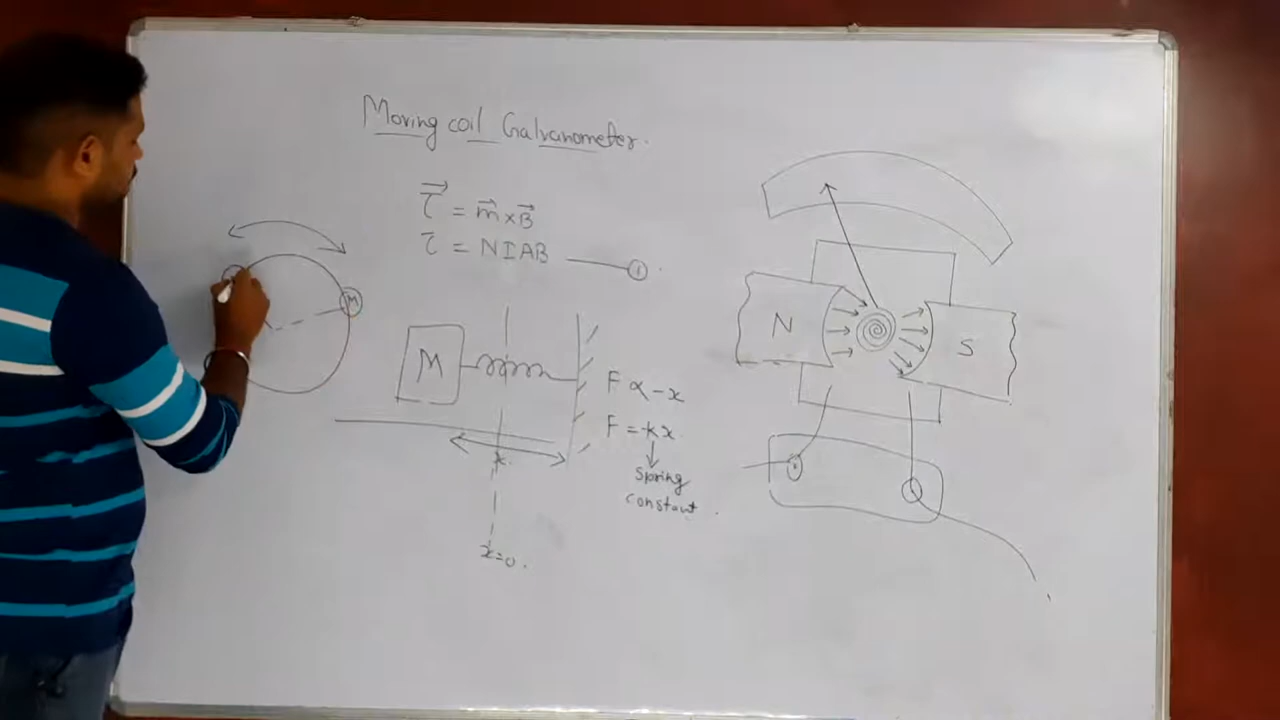 Moving coil Galvanometer.
τ⃗ = m⃗ × B⃗
τ = NIAB —— ①
M
M
F ∝ -x
F = -kx
Spring
constant.
x
x=0.
N
S